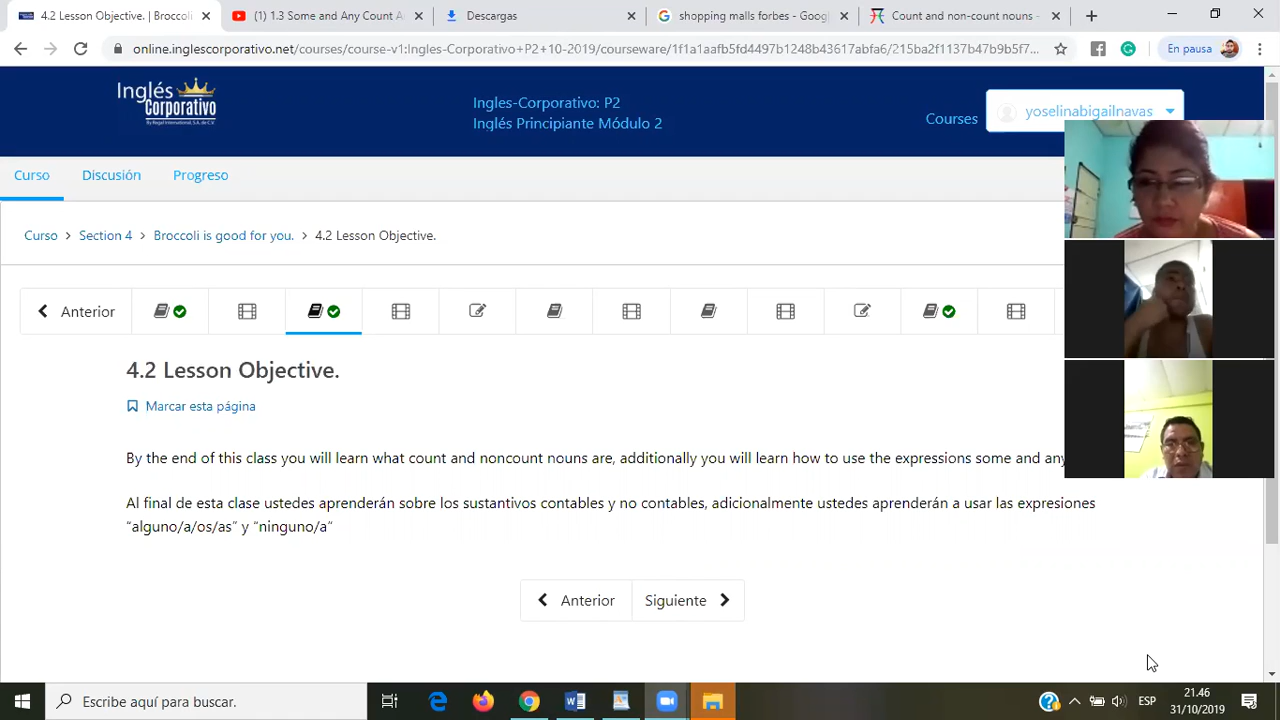 4.2 Lesson Objective. | Broccoli
(1) 1.3 Some and Any Count A
Descargas
shopping malls forbes - Goog
Count and non-count nouns -
online.inglescorporativo.net/courses/course-v1:Ingles-Corporativo+P2+10-2019/courseware/1f1a1aafb5fd4497b1248b43617abfa6/215ba2f1137b47b9b5f7...
En pausa
Inglés
Corporativo
By Regal International, S.A. de C.V.
Ingles-Corporativo: P2
Inglés Principiante Módulo 2
Courses
yoselinabigailnavas
Curso
Discusión
Progreso
Curso > Section 4 > Broccoli is good for you. > 4.2 Lesson Objective.
Anterior
4.2 Lesson Objective.
Marcar esta página
By the end of this class you will learn what count and noncount nouns are, additionally you will learn how to use the expressions some and any
Al final de esta clase ustedes aprenderán sobre los sustantivos contables y no contables, adicionalmente ustedes aprenderán a usar las expresiones
“alguno/a/os/as” y “ninguno/a”
Anterior
Siguiente
Escribe aquí para buscar.
ESP
21.46
31/10/2019